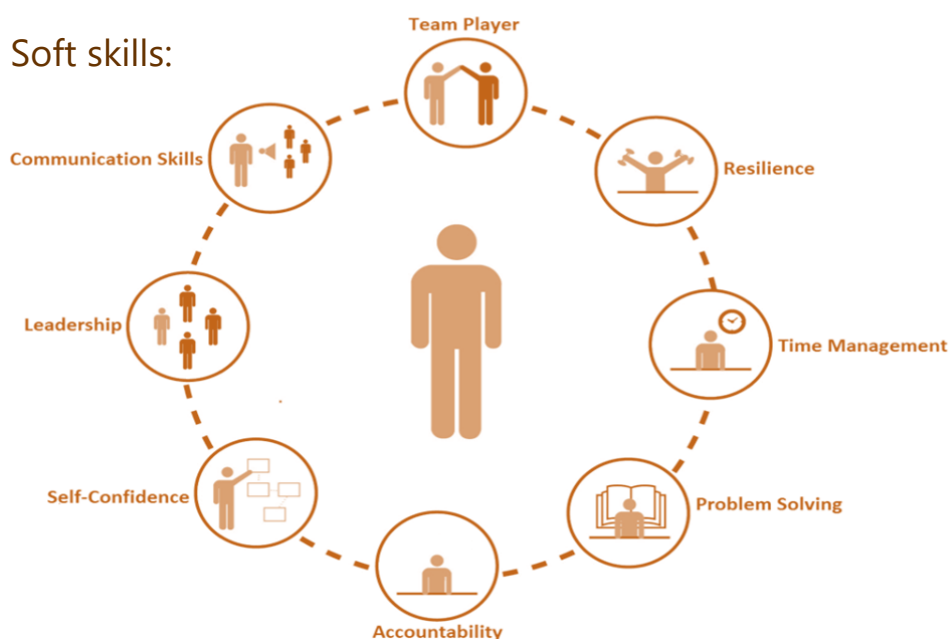 Soft skills:
Team Player
Communication Skills
Resilience
Leadership
Time Management
Self-Confidence
Problem Solving
Accountability